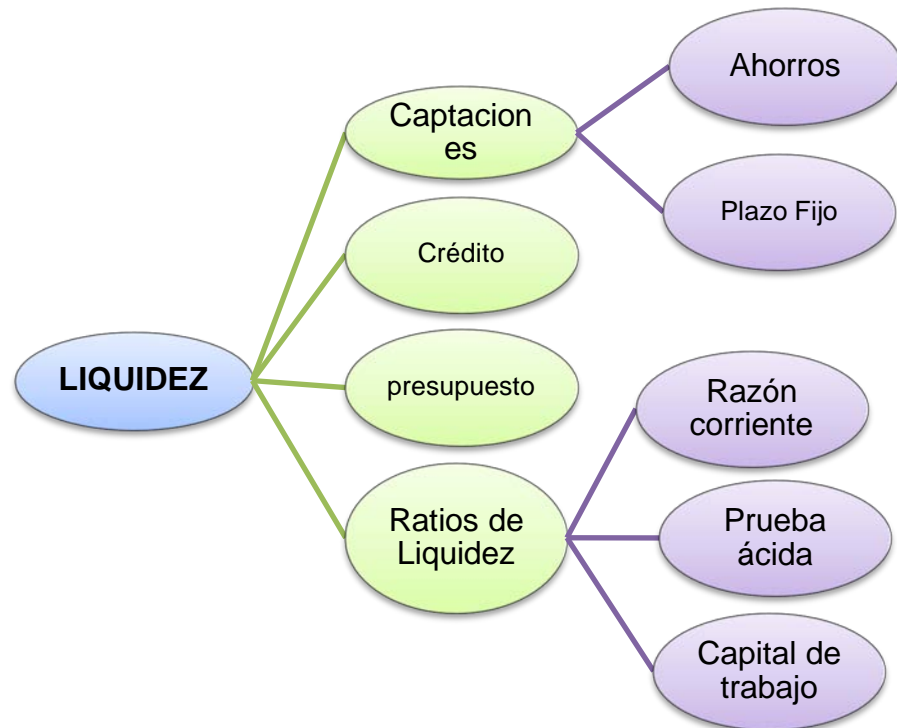 LIQUIDEZ
Captacion
es
Ahorros
Plazo Fijo
Crédito
presupuesto
Ratios de
Liquidez
Razón
corriente
Prueba
ácida
Capital de
trabajo